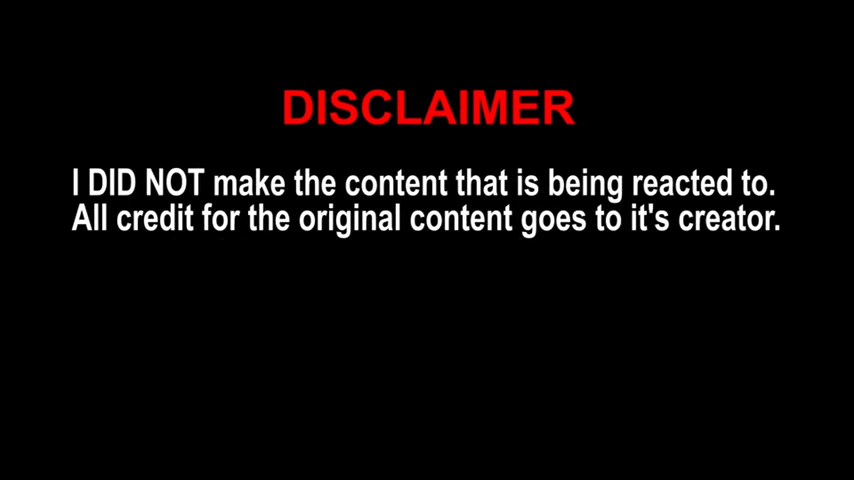 DISCLAIMER
I DID NOT make the content that is being reacted to.
All credit for the original content goes to it's creator.